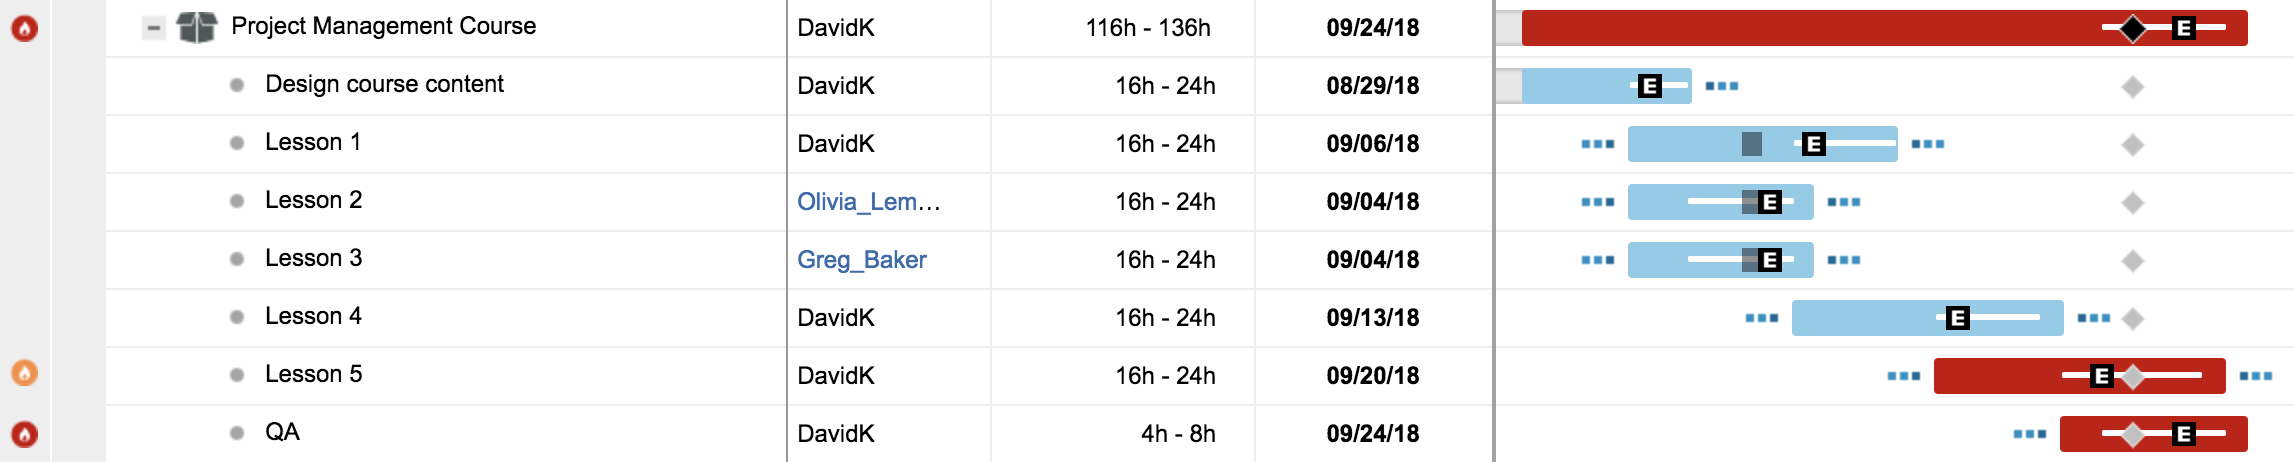 Project Management Course DavidK 116h - 136h 09/24/18 E
Design course content DavidK 16h - 24h 08/29/18 E
Lesson 1 DavidK 16h - 24h 09/06/18 E
Lesson 2 Olivia_Lem... 16h - 24h 09/04/18 E
Lesson 3 Greg_Baker 16h - 24h 09/04/18 E
Lesson 4 DavidK 16h - 24h 09/13/18 E
Lesson 5 DavidK 16h - 24h 09/20/18 E
QA DavidK 4h - 8h 09/24/18 E